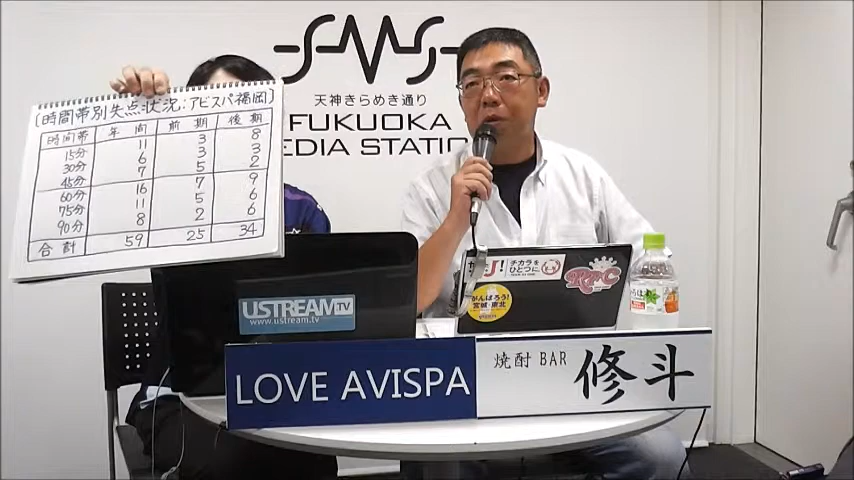 天神きらめき通り
FUKUOKA
EDIA STATIO
[時間帯別失点状況:アビスパ福岡]
時間帯 年間 前期 後期
15分 11 3 8
30分 6 3 3
45分 7 5 2
60分 16 7 9
75分 11 5 6
90分 8 2 6
合計 59 25 34
USTREAM TV
www.ustream.tv
チカラを
ひとつに
がんばろう!
宮城・東北
LOVE AVISPA
焼酎 BAR 修斗